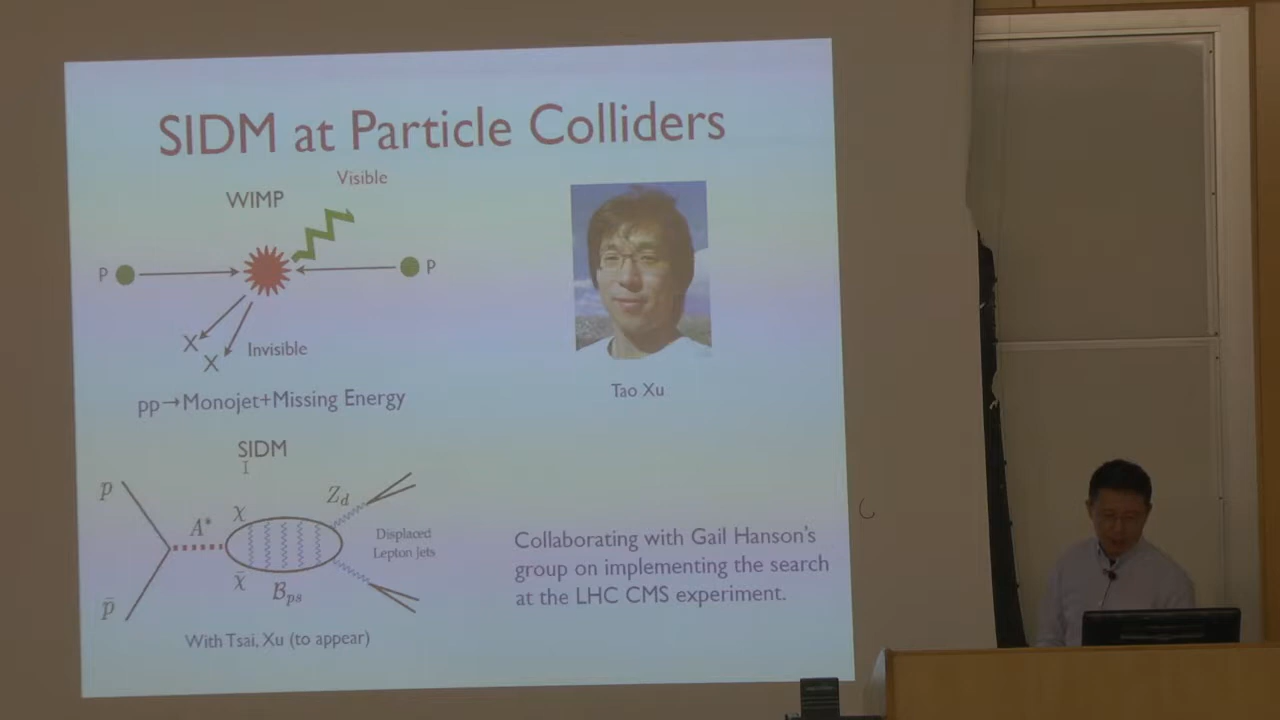 SIDM at Particle Colliders
Visible
WIMP
P
P
X
X
Invisible
pp→Monojet+Missing Energy
Tao Xu
SIDM
p
A*
χ
Z_d
Displaced
Lepton Jets
χ̄
B_ps
p̄
With Tsai, Xu (to appear)
Collaborating with Gail Hanson's
group on implementing the search
at the LHC CMS experiment.